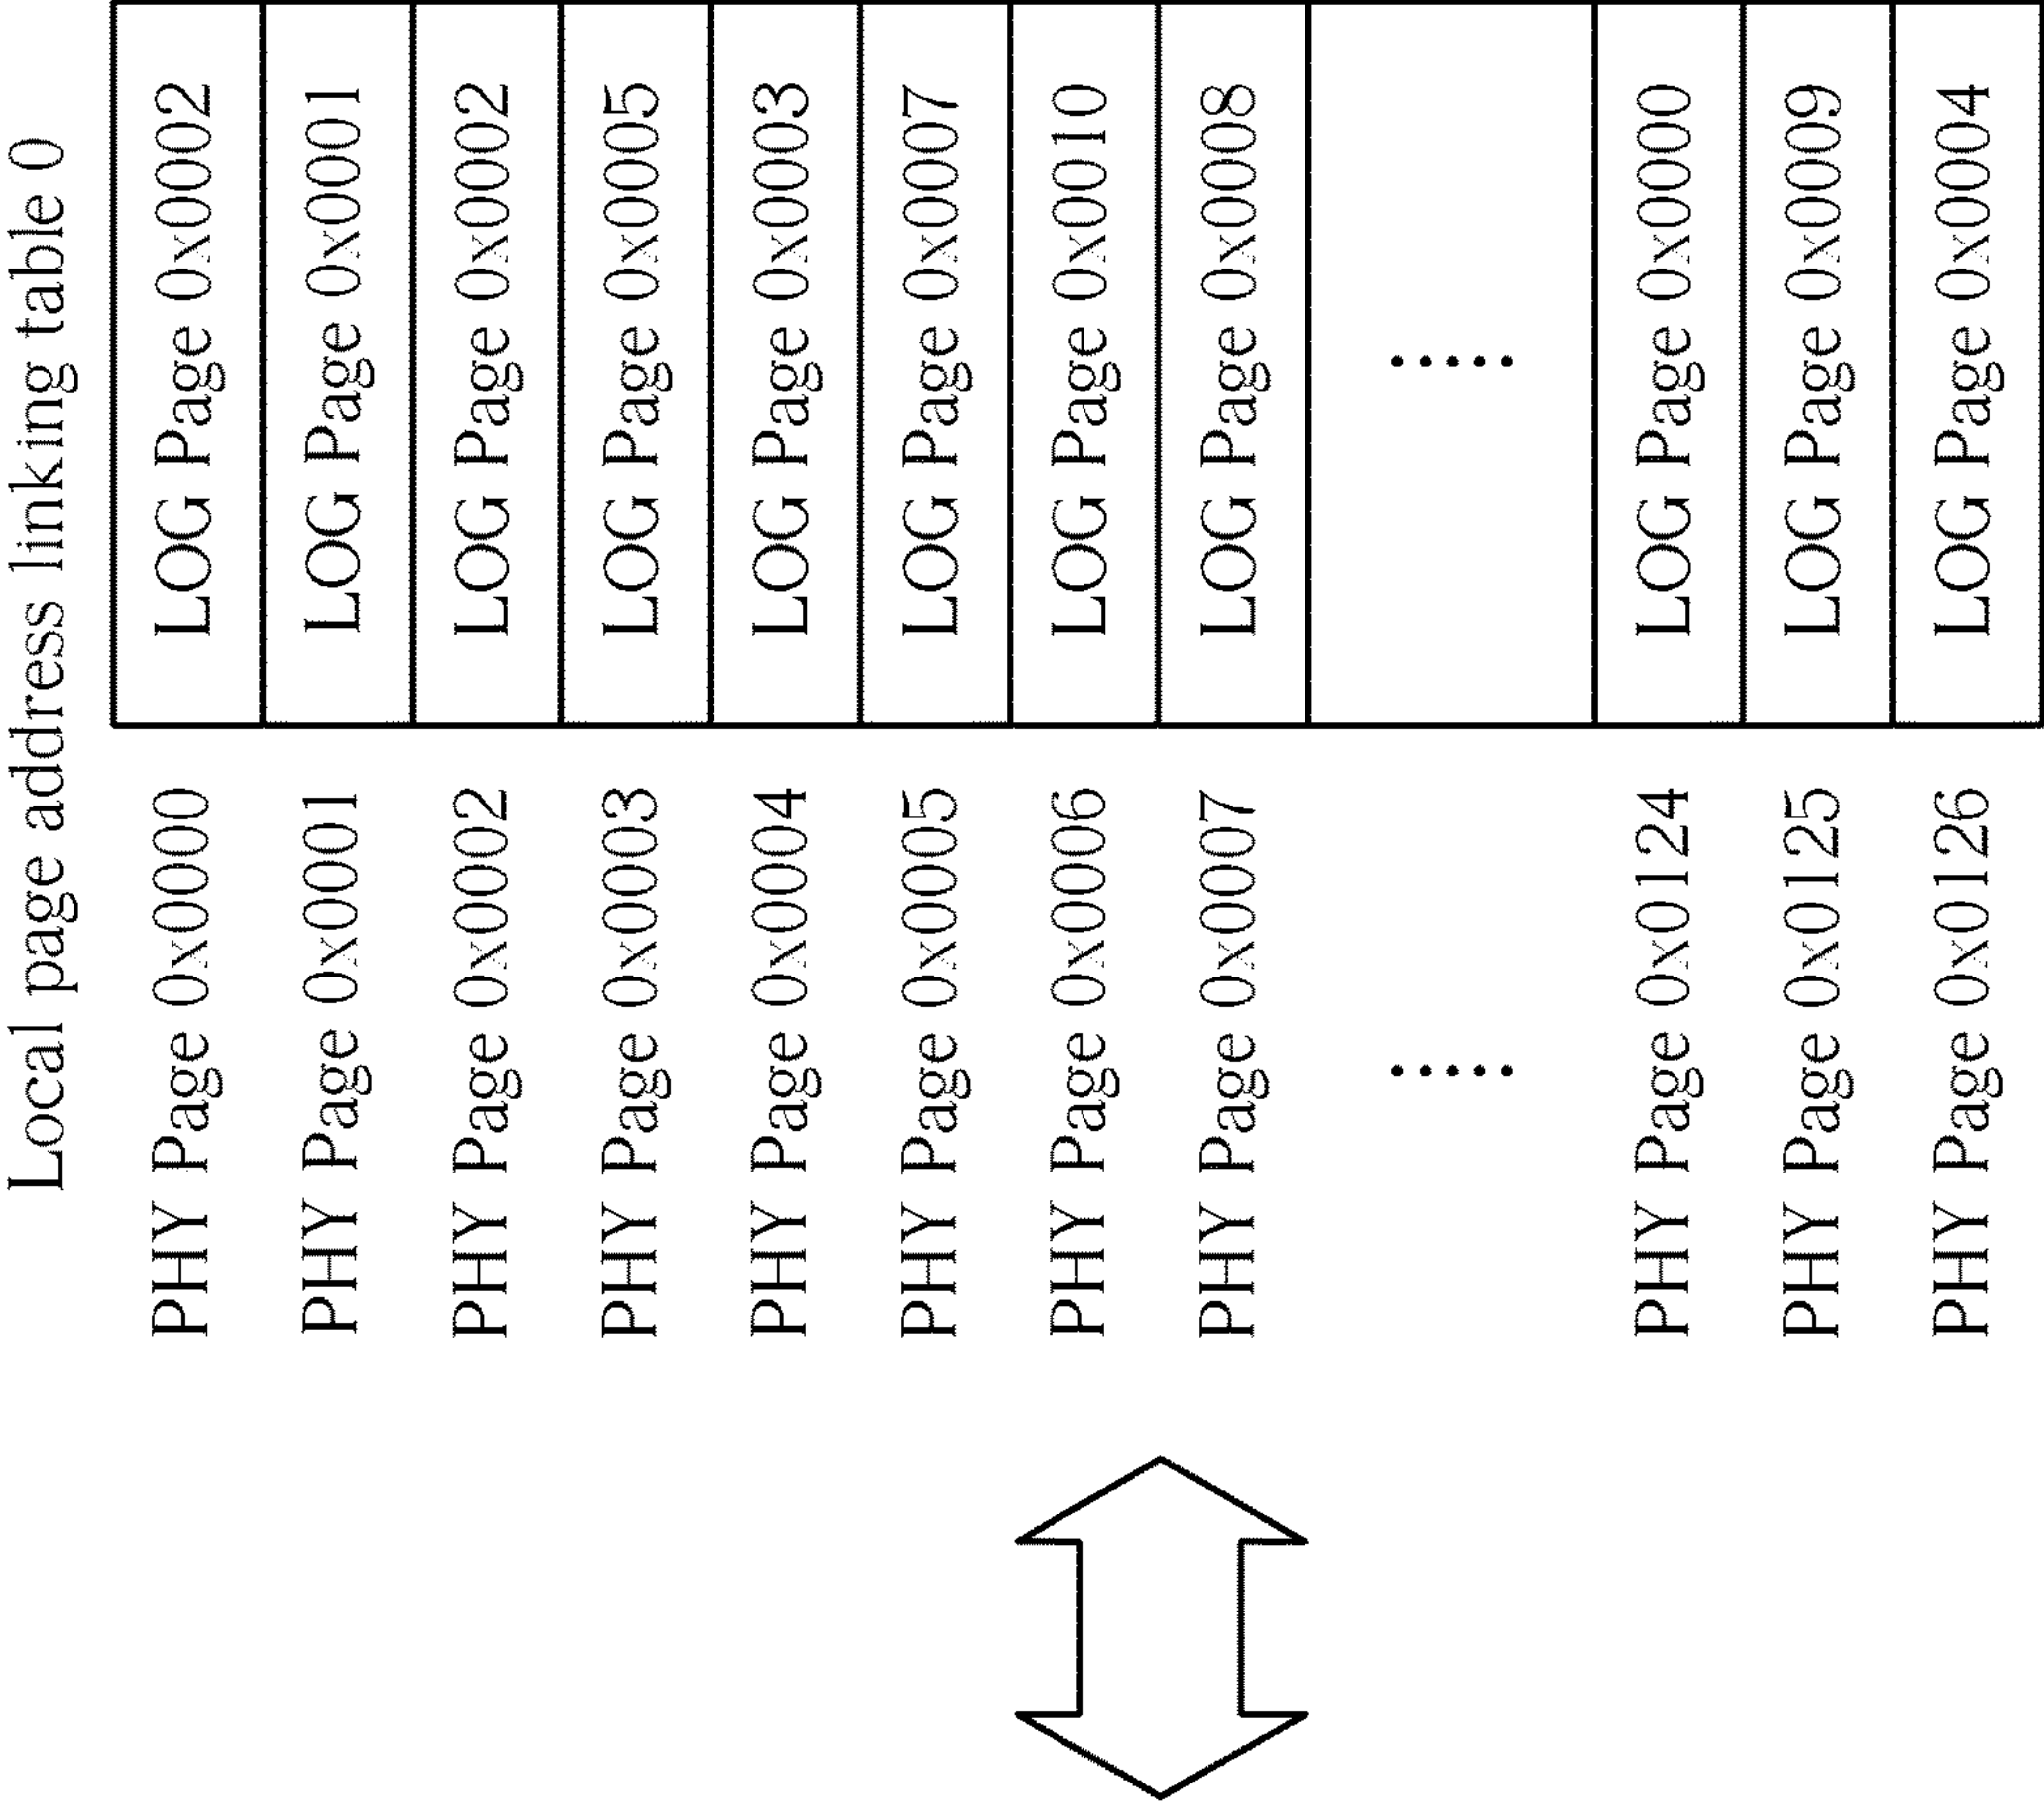 Local page address linking table 0
PHY Page 0x0000 LOG Page 0x0002
PHY Page 0x0001 LOG Page 0x0001
PHY Page 0x0002 LOG Page 0x0002
PHY Page 0x0003 LOG Page 0x0005
PHY Page 0x0004 LOG Page 0x0003
PHY Page 0x0005 LOG Page 0x0007
PHY Page 0x0006 LOG Page 0x0010
PHY Page 0x0007 LOG Page 0x0008
..... .....
PHY Page 0x0124 LOG Page 0x0000
PHY Page 0x0125 LOG Page 0x0009
PHY Page 0x0126 LOG Page 0x0004